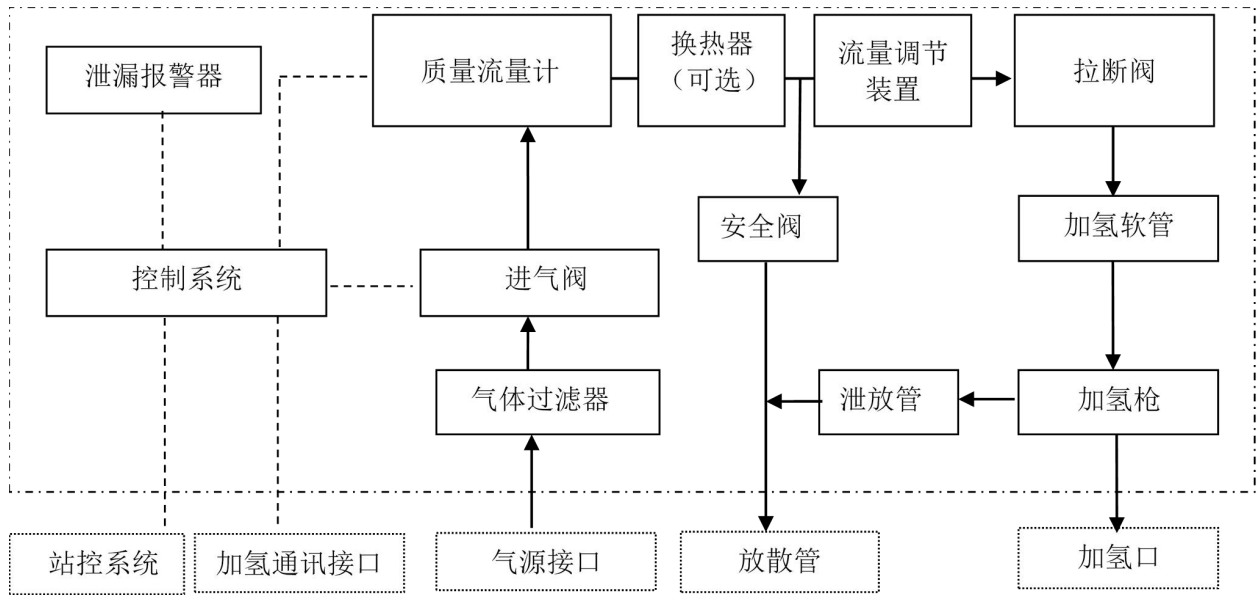 泄漏报警器
质量流量计
换热器
（可选）
流量调节
装置
拉断阀
安全阀
加氢软管
控制系统
进气阀
气体过滤器
泄放管
加氢枪
站控系统
加氢通讯接口
气源接口
放散管
加氢口